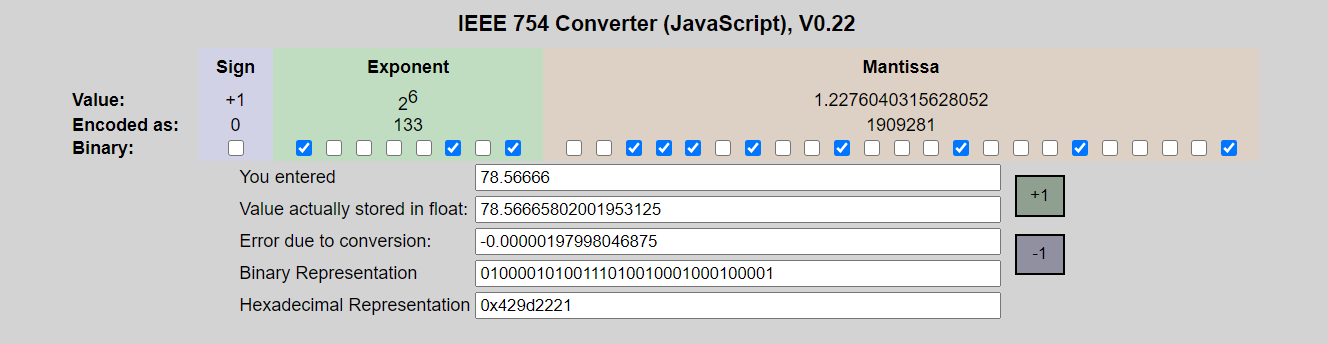 IEEE 754 Converter (JavaScript), V0.22
Sign Exponent Mantissa
Value: +1 2^6 1.2276040315628052
Encoded as: 0 133 1909281
Binary:
You entered 78.56666
+1
Value actually stored in float: 78.56665802001953125
Error due to conversion: -0.00000197998046875
-1
Binary Representation 01000010100111010010001000100001
Hexadecimal Representation 0x429d2221